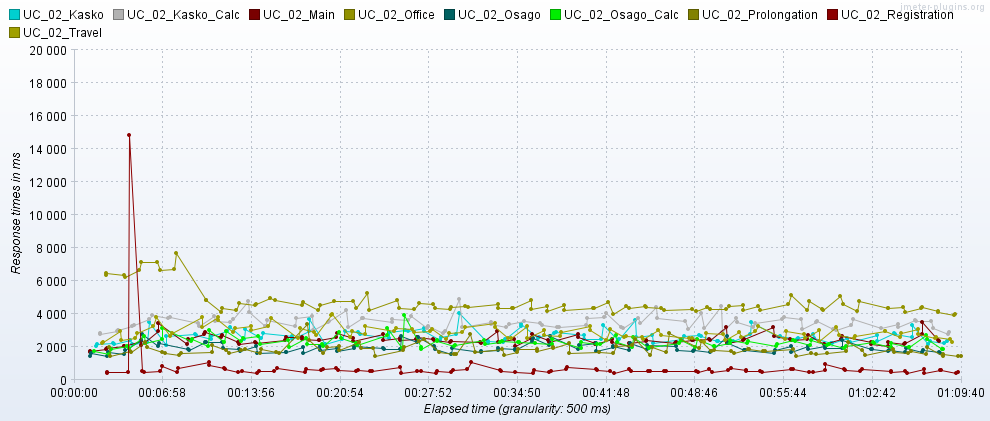 UC_02_Kasko UC_02_Kasko_Calc UC_02_Main UC_02_Office UC_02_Osago UC_02_Osago_Calc UC_02_Prolongation UC_02_Registration
UC_02_Travel
jmeter-plugins.org
20 000
18 000
16 000
14 000
12 000
10 000
8 000
6 000
4 000
2 000
0
Response times in ms
00:00:00 00:06:58 00:13:56 00:20:54 00:27:52 00:34:50 00:41:48 00:48:46 00:55:44 01:02:42 01:09:40
Elapsed time (granularity: 500 ms)